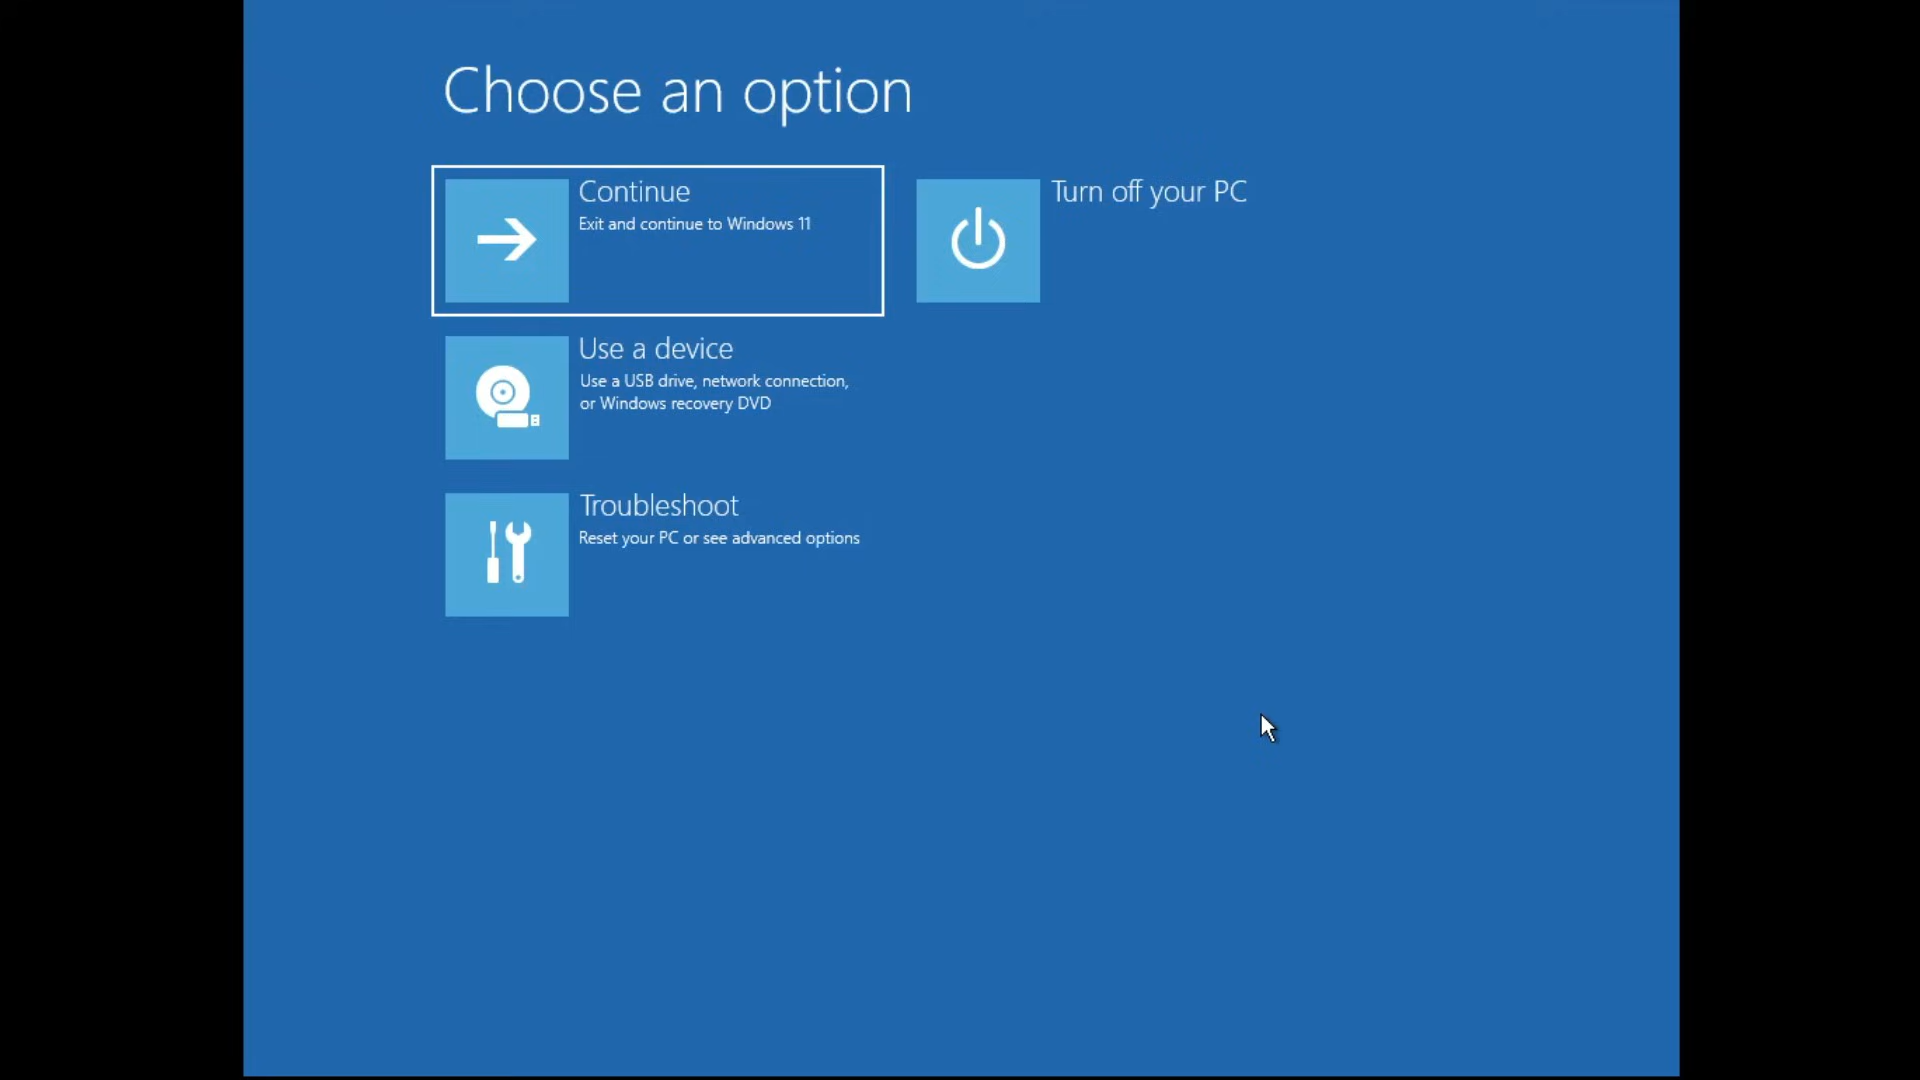 Choose an option
Continue
Exit and continue to Windows 11
Turn off your PC
Use a device
Use a USB drive, network connection,
or Windows recovery DVD
Troubleshoot
Reset your PC or see advanced options